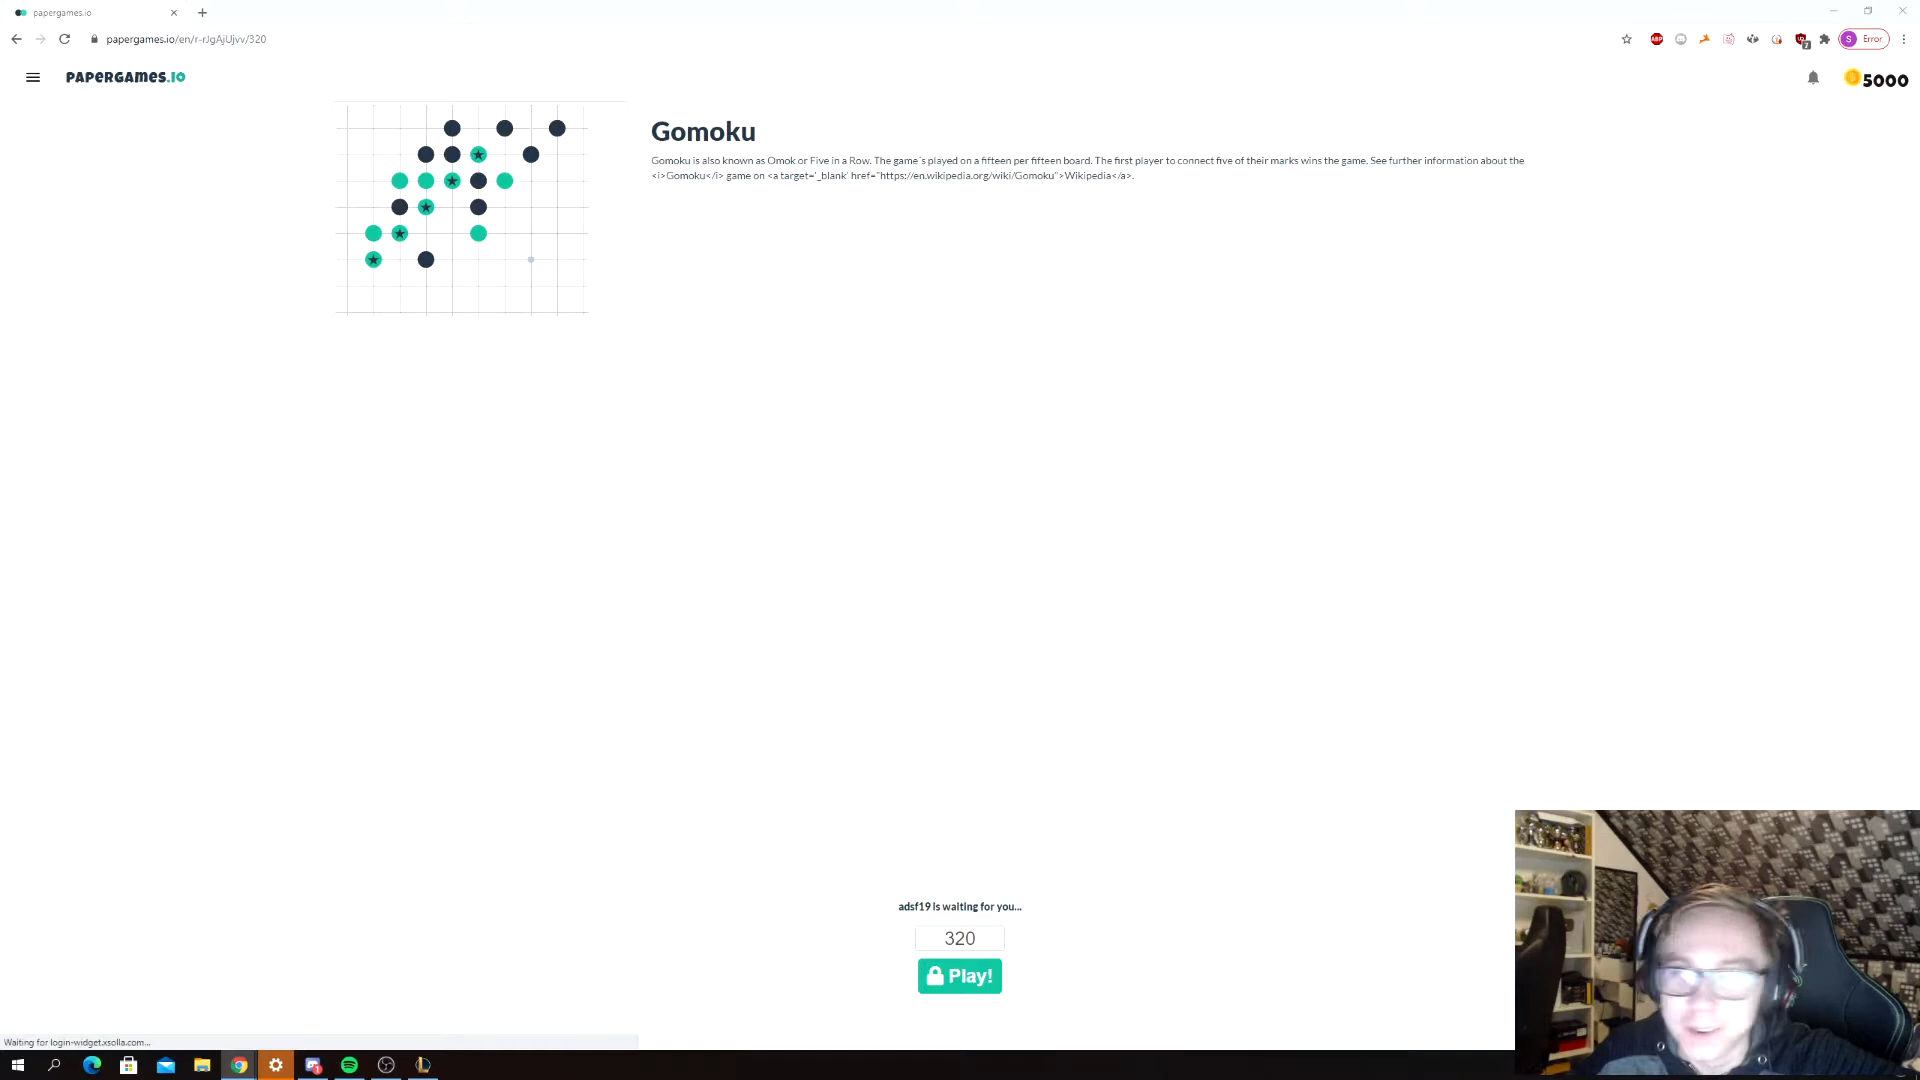 papergames.io
papergames.io/en/r-rJgAjUjvv/320
ABP
7
S Error
PAPERGAMES.IO
5000
Gomoku
Gomoku is also known as Omok or Five in a Row. The game´s played on a fifteen per fifteen board. The first player to connect five of their marks wins the game. See further information about the
<i>Gomoku</i> game on <a target='_blank' href="https://en.wikipedia.org/wiki/Gomoku">Wikipedia</a>.
adsf19 is waiting for you...
320
Play!
Waiting for login-widget.xsolla.com...